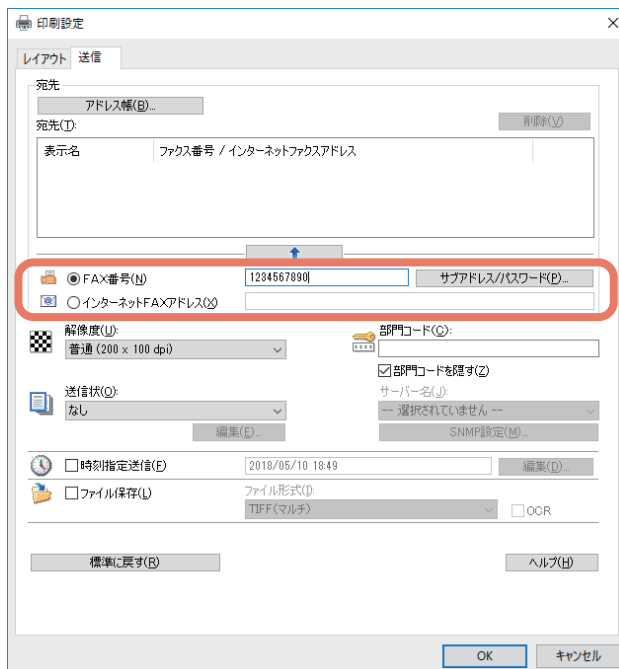 印刷設定
レイアウト 送信
宛先
アドレス帳(B)...
宛先(T):
削除(V)
表示名 ファクス番号 / インターネットファクスアドレス
FAX番号(N) 1234567890 サブアドレス/パスワード(P)...
インターネットFAXアドレス(X)
解像度(U): 部門コード(C):
普通 (200 x 100 dpi)
部門コードを隠す(Z)
送信状(O): サーバー名(J):
なし -- 選択されていません --
編集(E)... SNMP設定(M)...
時刻指定送信(F) 2018/05/10 18:49 編集(D)...
ファイル保存(L) ファイル形式(I):
TIFF(マルチ) OCR
標準に戻す(R) ヘルプ(H)
OK キャンセル